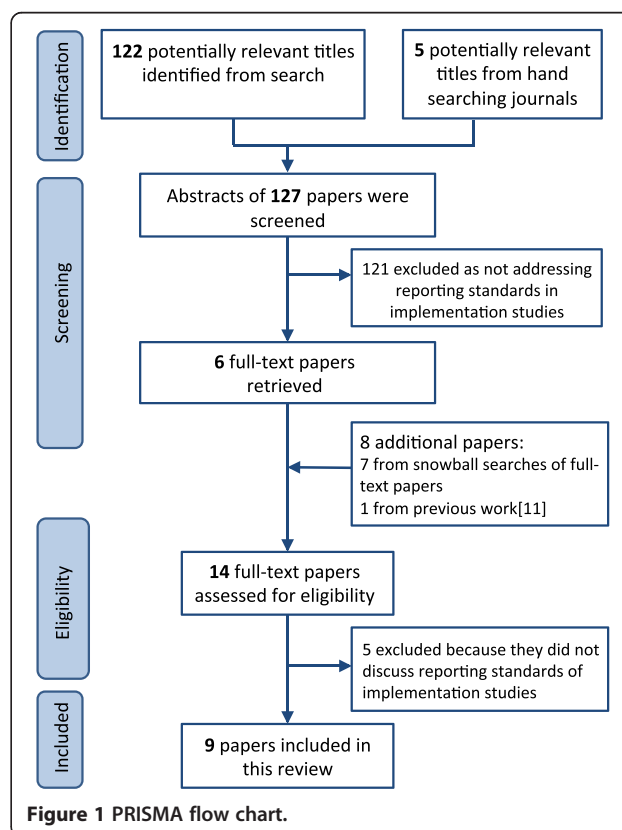 Identification
122 potentially relevant titles
identified from search
5 potentially relevant
titles from hand
searching journals
Screening
Abstracts of 127 papers were
screened
121 excluded as not addressing
reporting standards in
implementation studies
6 full-text papers
retrieved
8 additional papers:
7 from snowball searches of full-
text papers
1 from previous work[11]
Eligibility
14 full-text papers
assessed for eligibility
5 excluded because they did not
discuss reporting standards of
implementation studies
Included
9 papers included in
this review
Figure 1 PRISMA flow chart.